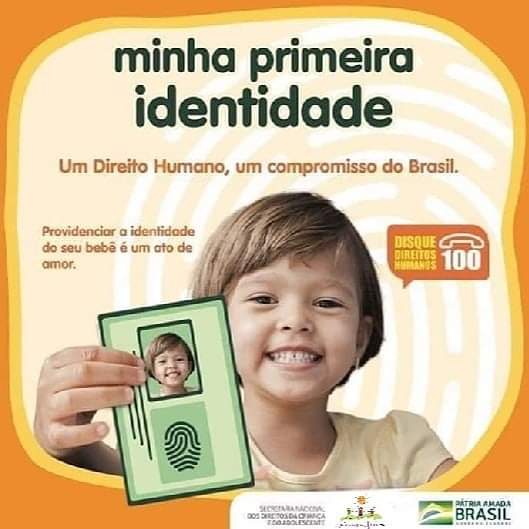 minha primeira
identidade
Um Direito Humano, um compromisso do Brasil.
Providenciar a identidade
do seu bebê é um ato de
amor.
DISQUE
DIREITOS
HUMANOS
100
SECRETARIA NACIONAL
DOS DIREITOS DA CRIANÇA
E DO ADOLESCENTE
PÁTRIA AMADA
BRASIL